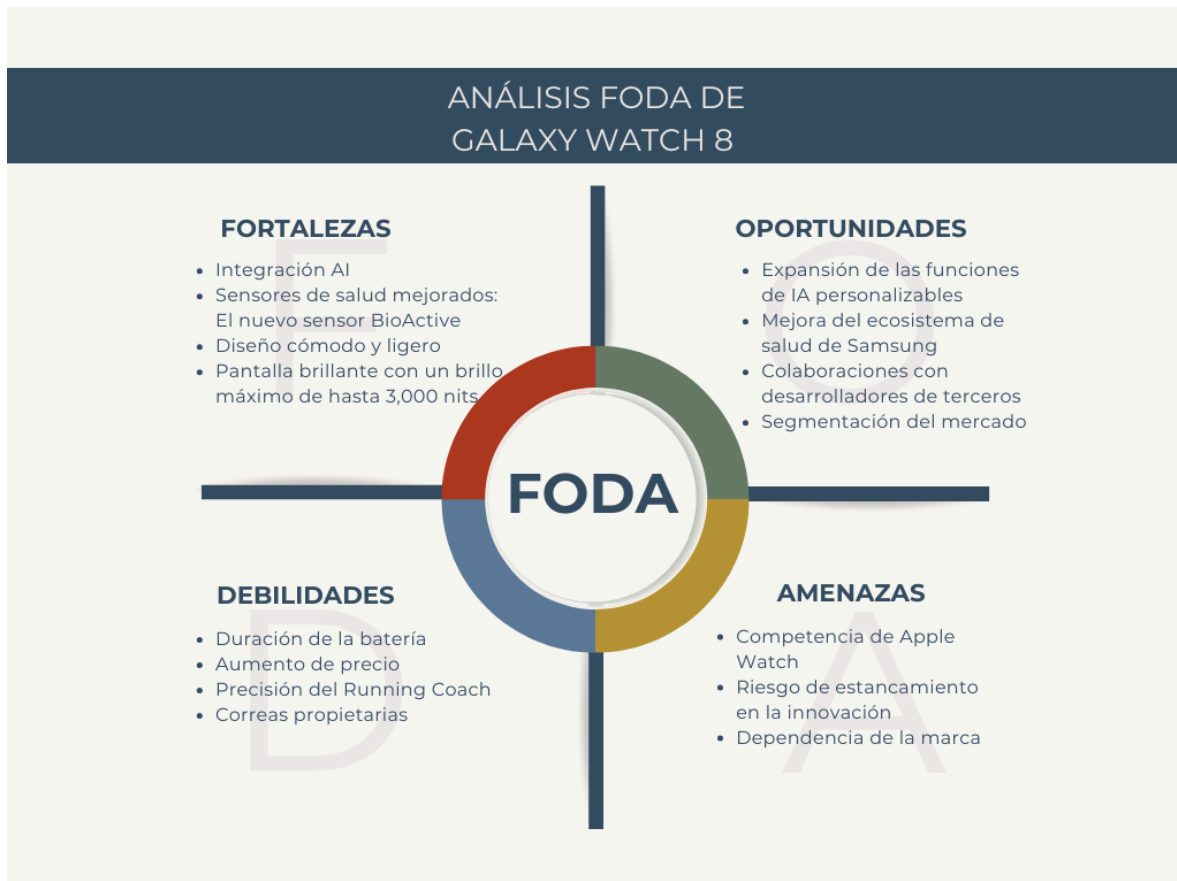 ANÁLISIS FODA DE
GALAXY WATCH 8
FORTALEZAS
F
• Integración AI
• Sensores de salud mejorados:
El nuevo sensor BioActive
• Diseño cómodo y ligero
• Pantalla brillante con un brillo
máximo de hasta 3,000 nits
OPORTUNIDADES
O
• Expansión de las funciones
de IA personalizables
• Mejora del ecosistema de
salud de Samsung
• Colaboraciones con
desarrolladores de terceros
• Segmentación del mercado
FODA
DEBILIDADES
D
• Duración de la batería
• Aumento de precio
• Precisión del Running Coach
• Correas propietarias
AMENAZAS
A
• Competencia de Apple
Watch
• Riesgo de estancamiento
en la innovación
• Dependencia de la marca